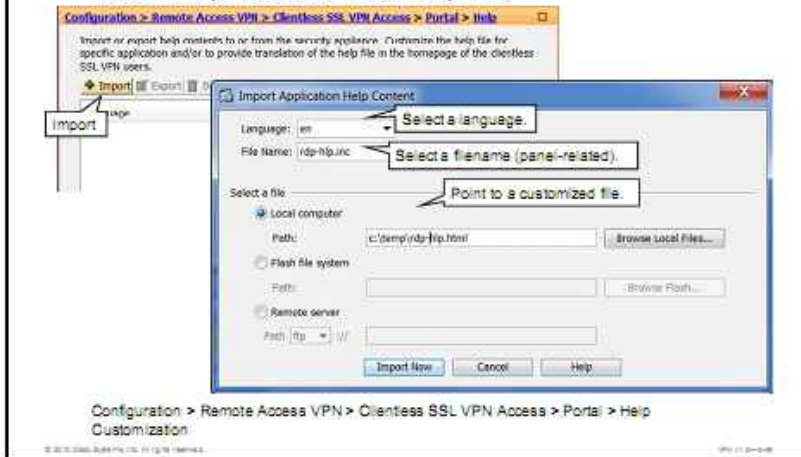 Configuration > Remote Access VPN > Clientless SSL VPN Access > Portal > Help
Import or export help contents to or from the security appliance. Customize the help file for
specific application and/or to provide translation of the help file in the homepage of the clientless
SSL VPN users.
Import Export
Import
Import Application Help Content
Language: en
Select a language.
File Name: rdp-hlp.inc
Select a filename (panel-related).
Select a file
Point to a customized file.
Local computer
Path: c:\temp\rdp-hlp.html Browse Local Files...
Flash file system
Path: Browse Flash...
Remote server
Path ftp ://
Import Now Cancel Help
Configuration > Remote Access VPN > Clientless SSL VPN Access > Portal > Help
Customization